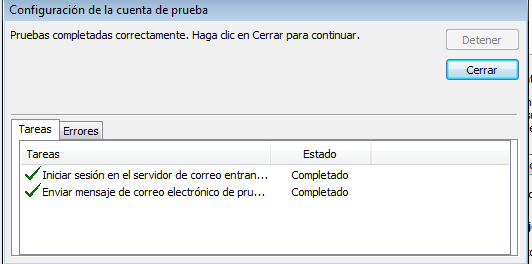 Configuración de la cuenta de prueba
Pruebas completadas correctamente. Haga clic en Cerrar para continuar.
Detener
Cerrar
Tareas Errores
Tareas Estado
Iniciar sesión en el servidor de correo entran... Completado
Enviar mensaje de correo electrónico de pru... Completado